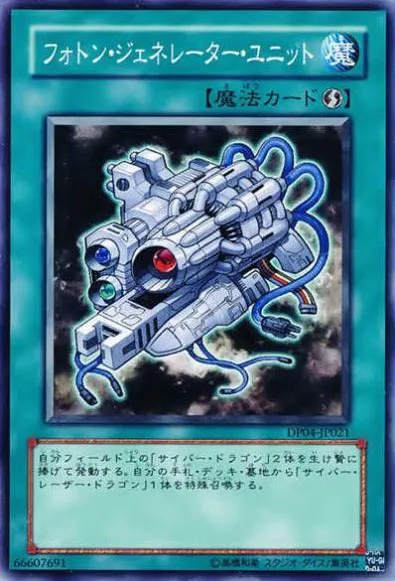 フォトン・ジェネレーター・ユニット 魔
【魔法カード】
DP04-JP021
自分フィールド上の「サイバー・ドラゴン」2体を生け贄に
捧げて発動する。自分の手札・デッキ・墓地から「サイバー・
レーザー・ドラゴン」1体を特殊召喚する。
66607691
©高橋和希 スタジオ・ダイス/集英社